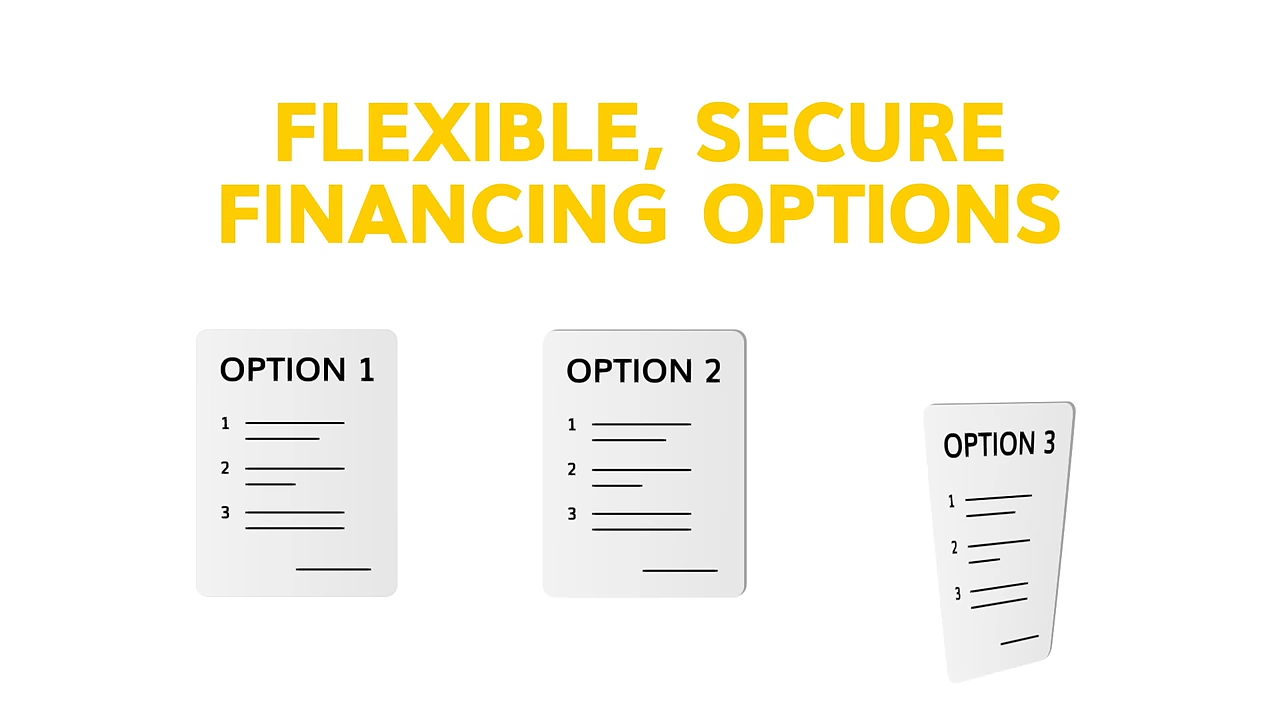 FLEXIBLE, SECURE
FINANCING OPTIONS
OPTION 1
1
2
3
OPTION 2
1
2
3
OPTION 3
1
2
3